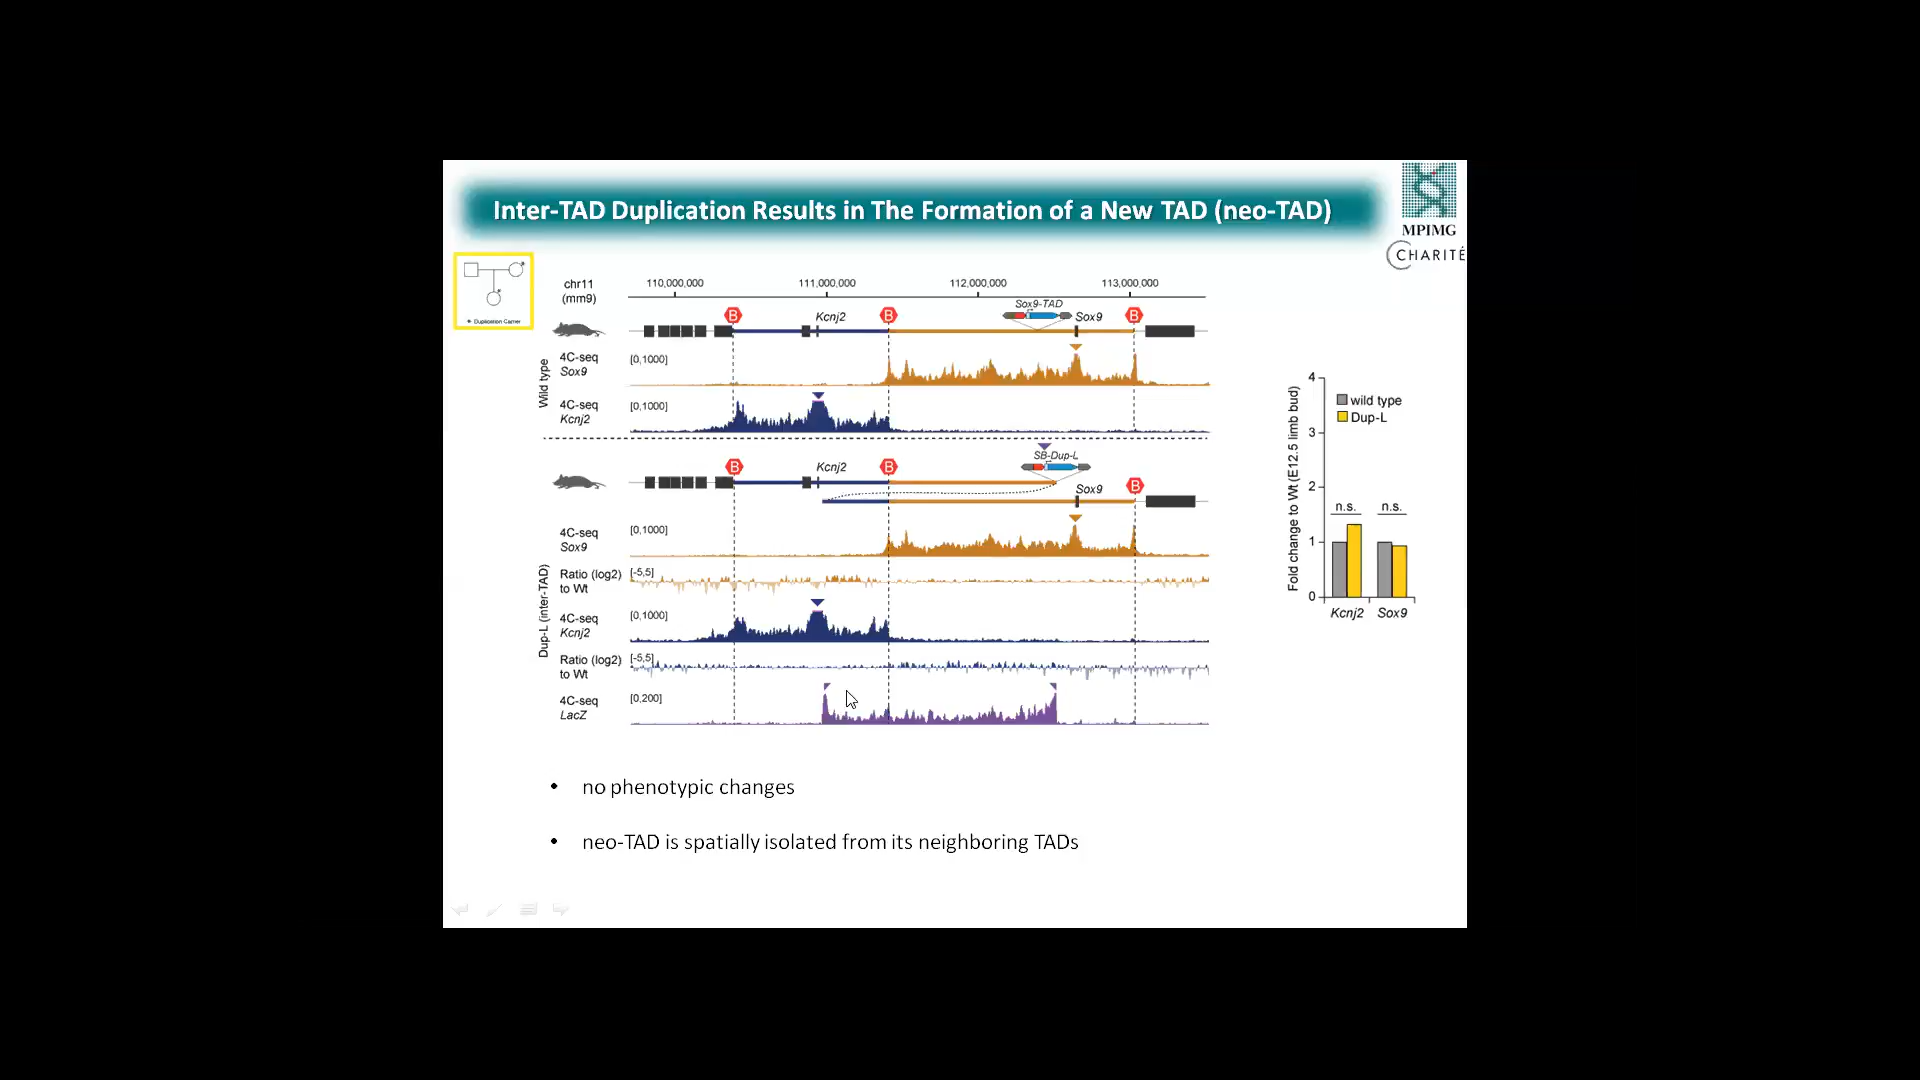 Inter-TAD Duplication Results in The Formation of a New TAD (neo-TAD)
MPIMG
CHARITÉ
* Duplication Carrier
chr11
(mm9)
110,000,000
111,000,000
112,000,000
113,000,000
Sox9-TAD
B
Kcnj2
B
Sox9
B
Wild type
4C-seq
Sox9
[0,1000]
4C-seq
Kcnj2
[0,1000]
SB-Dup-L
B
Kcnj2
B
Sox9
B
Dup-L (inter-TAD)
4C-seq
Sox9
[0,1000]
Ratio (log2)
to Wt
[-5,5]
4C-seq
Kcnj2
[0,1000]
Ratio (log2)
to Wt
[-5,5]
4C-seq
LacZ
[0,200]
Fold change to Wt (E12.5 limb bud)
4
3
2
1
0
wild type
Dup-L
n.s.
n.s.
Kcnj2
Sox9
• no phenotypic changes
• neo-TAD is spatially isolated from its neighboring TADs